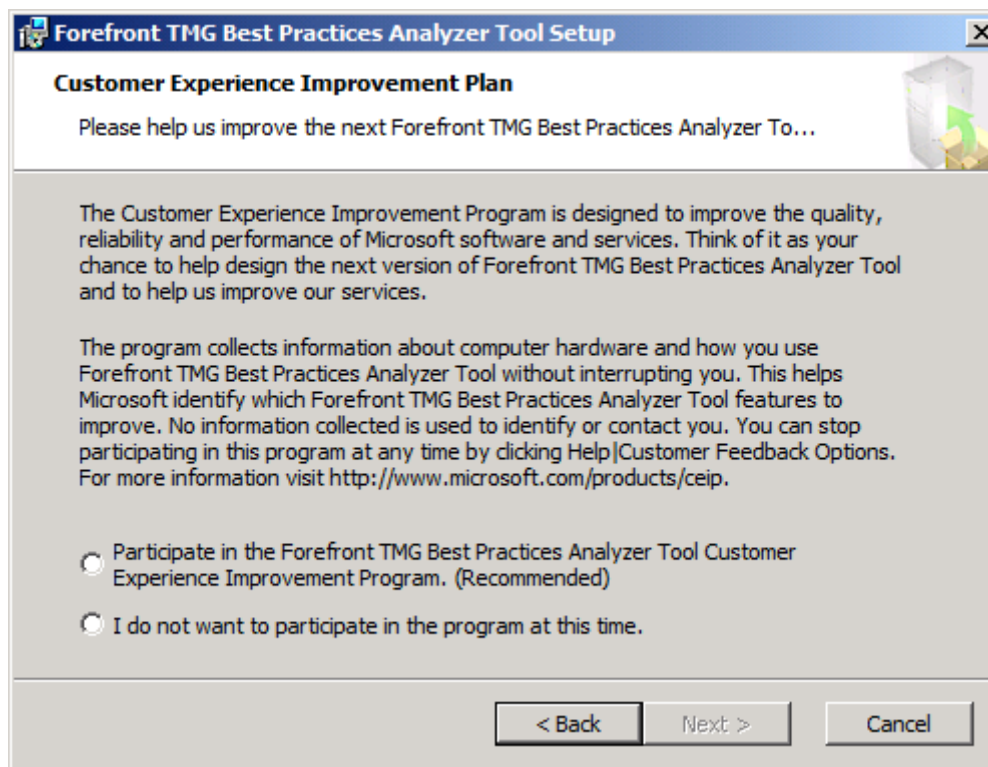 Forefront TMG Best Practices Analyzer Tool Setup
Customer Experience Improvement Plan
Please help us improve the next Forefront TMG Best Practices Analyzer To...
The Customer Experience Improvement Program is designed to improve the quality,
reliability and performance of Microsoft software and services. Think of it as your
chance to help design the next version of Forefront TMG Best Practices Analyzer Tool
and to help us improve our services.
The program collects information about computer hardware and how you use
Forefront TMG Best Practices Analyzer Tool without interrupting you. This helps
Microsoft identify which Forefront TMG Best Practices Analyzer Tool features to
improve. No information collected is used to identify or contact you. You can stop
participating in this program at any time by clicking Help|Customer Feedback Options.
For more information visit http://www.microsoft.com/products/ceip.
Participate in the Forefront TMG Best Practices Analyzer Tool Customer
Experience Improvement Program. (Recommended)
I do not want to participate in the program at this time.
< Back Next > Cancel